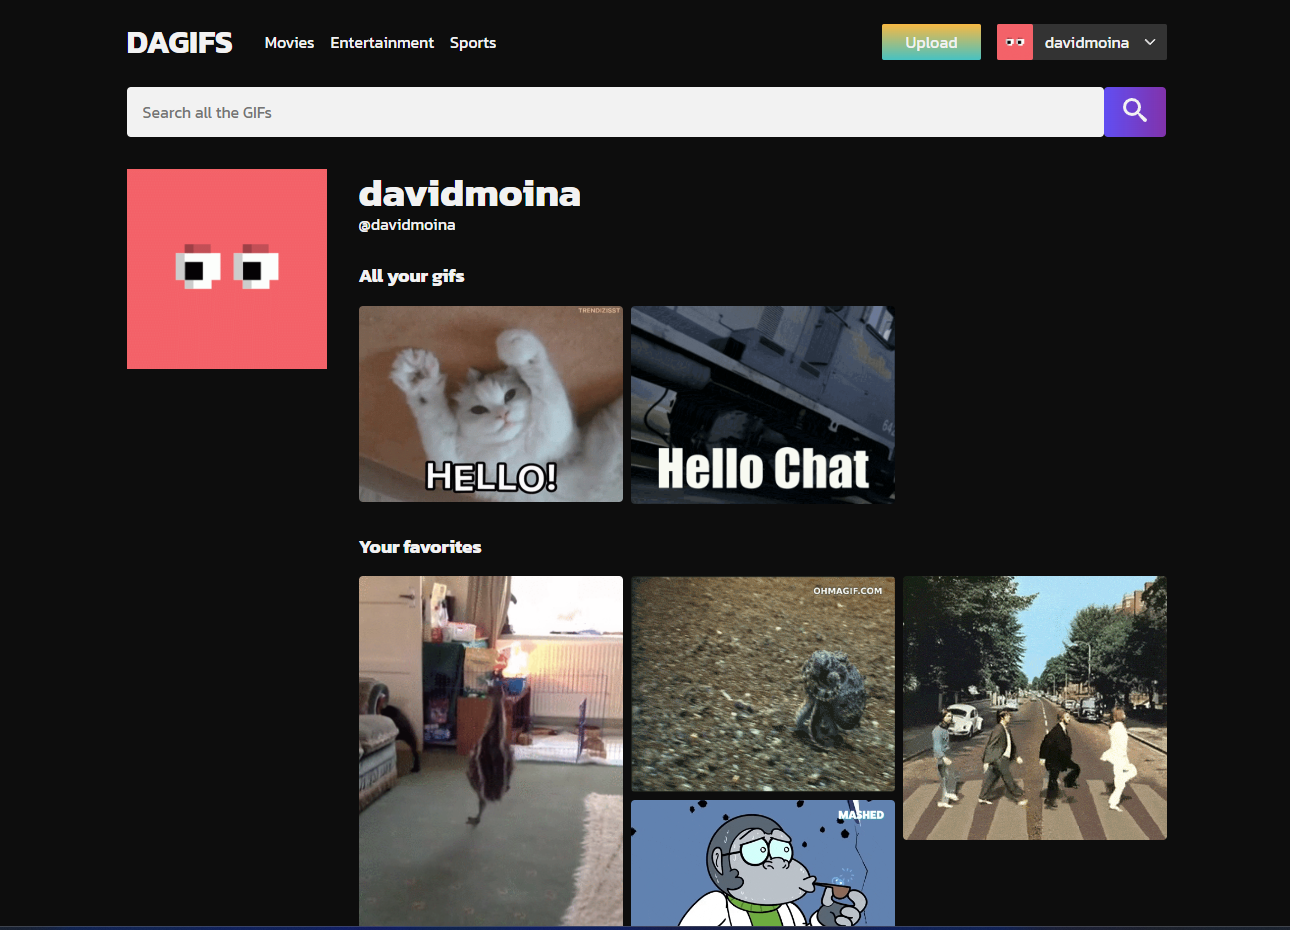 DAGIFS
Movies Entertainment Sports
Upload
davidmoina
Search all the GIFs
davidmoina
@davidmoina
All your gifs
TRENDIZISST
HELLO!
Hello Chat
Your favorites
OHMAGIF.COM
MASHED